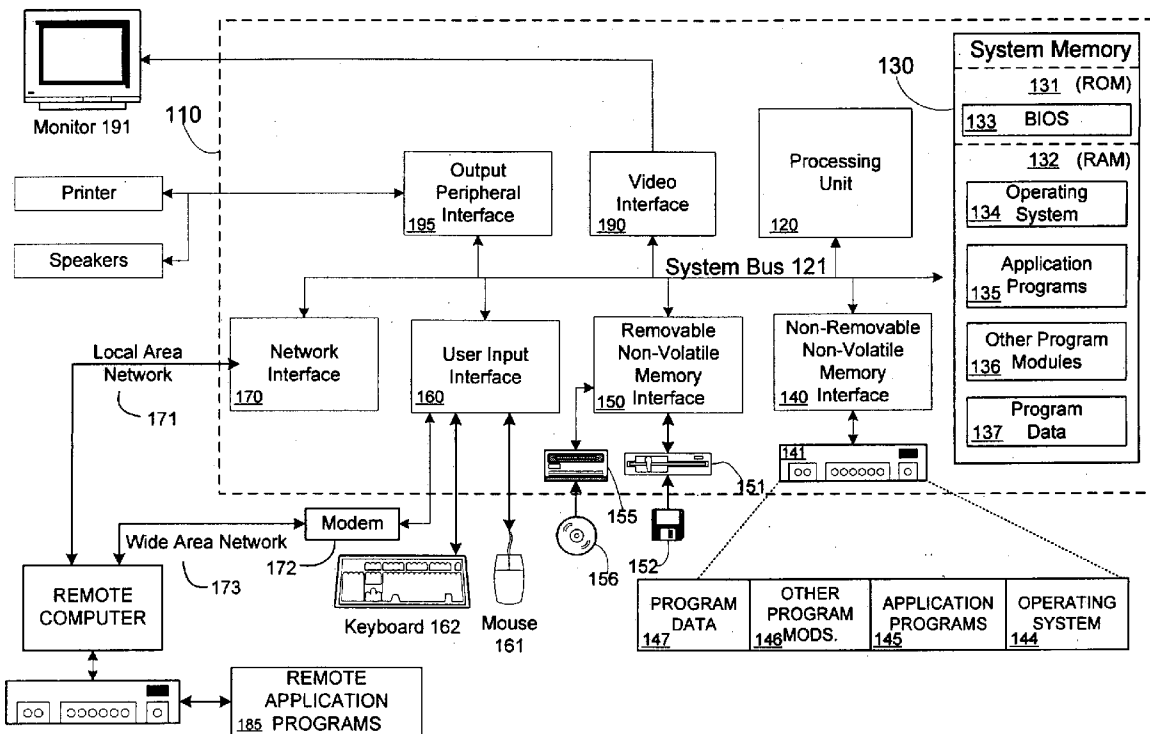 System Memory
131 (ROM)
133 BIOS
132 (RAM)
134 Operating
System
Application
135 Programs
Other Program
136 Modules
Program
137 Data
130
110
Monitor 191
Printer
Speakers
Output
Peripheral
Interface
195
Video
Interface
190
Processing
Unit
120
System Bus 121
Local Area
Network
171
Network
Interface
170
User Input
Interface
160
Removable
Non-Volatile
Memory
150 Interface
Non-Removable
Non-Volatile
Memory
140 Interface
141
151
155
156
152
Modem
172
Wide Area Network
173
REMOTE
COMPUTER
Keyboard 162
Mouse
161
PROGRAM
DATA
147
OTHER
PROGRAM
MODS.
146
APPLICATION
PROGRAMS
145
OPERATING
SYSTEM
144
REMOTE
APPLICATION
185 PROGRAMS